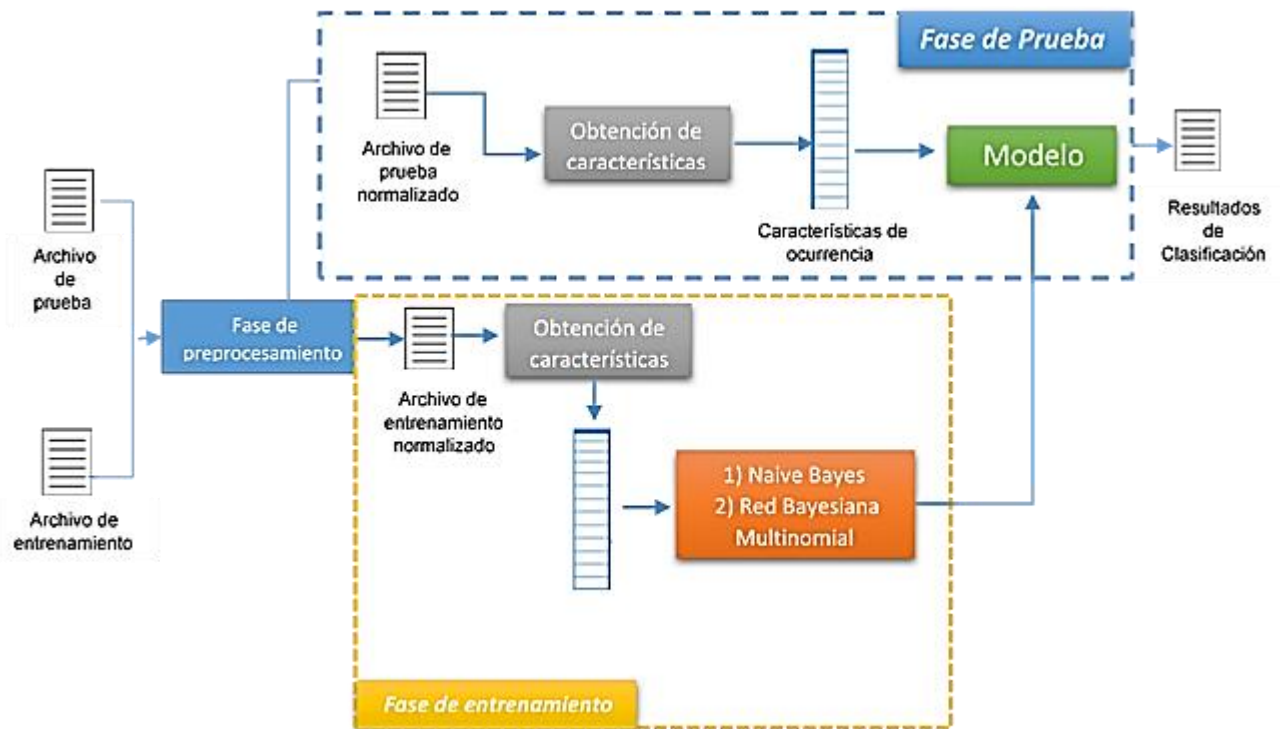 Fase de Prueba
Archivo de
prueba
normalizado
Obtención de
características
Modelo
Características de
ocurrencia
Resultados
de
Clasificación
Archivo
de
prueba
Fase de
preprocesamiento
Archivo de
entrenamiento
Archivo de
entrenamiento
normalizado
Obtención de
características
1) Naive Bayes
2) Red Bayesiana
Multinomial
Fase de entrenamiento